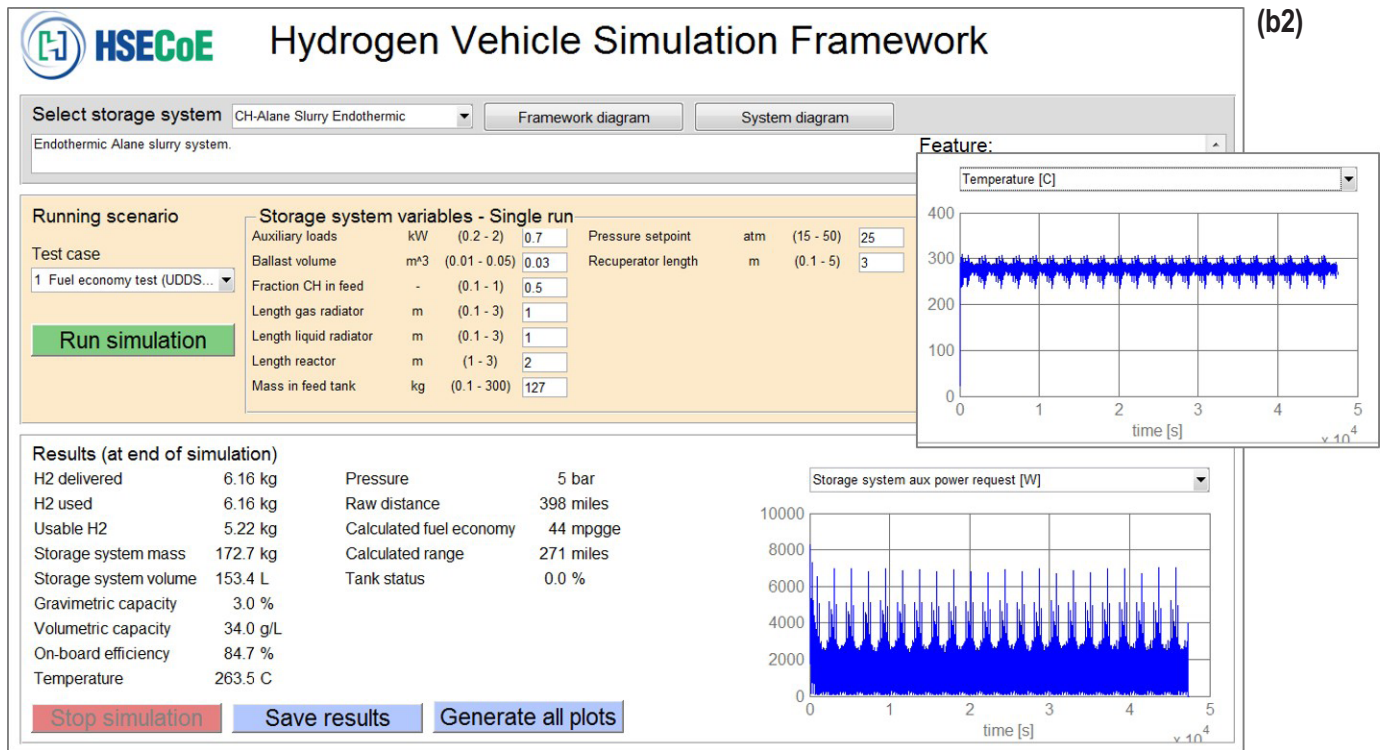 (b2)
HSECoE Hydrogen Vehicle Simulation Framework
Select storage system CH-Alane Slurry Endothermic Framework diagram System diagram
Endothermic Alane slurry system.
Feature:
Running scenario
Test case
1 Fuel economy test (UDDS...
Run simulation
Storage system variables - Single run
Auxiliary loads kW (0.2 - 2) 0.7 Pressure setpoint atm (15 - 50) 25
Ballast volume m^3 (0.01 - 0.05) 0.03 Recuperator length m (0.1 - 5) 3
Fraction CH in feed - (0.1 - 1) 0.5
Length gas radiator m (0.1 - 3) 1
Length liquid radiator m (0.1 - 3) 1
Length reactor m (1 - 3) 2
Mass in feed tank kg (0.1 - 300) 127
Temperature [C]
400
300
200
100
0
0 1 2 3 4 5
time [s]
x 10^4
Results (at end of simulation)
H2 delivered 6.16 kg Pressure 5 bar
H2 used 6.16 kg Raw distance 398 miles
Usable H2 5.22 kg Calculated fuel economy 44 mpgge
Storage system mass 172.7 kg Calculated range 271 miles
Storage system volume 153.4 L Tank status 0.0 %
Gravimetric capacity 3.0 %
Volumetric capacity 34.0 g/L
On-board efficiency 84.7 %
Temperature 263.5 C
Stop simulation Save results Generate all plots
Storage system aux power request [W]
10000
8000
6000
4000
2000
0
0 1 2 3 4 5
time [s]
x 10^4